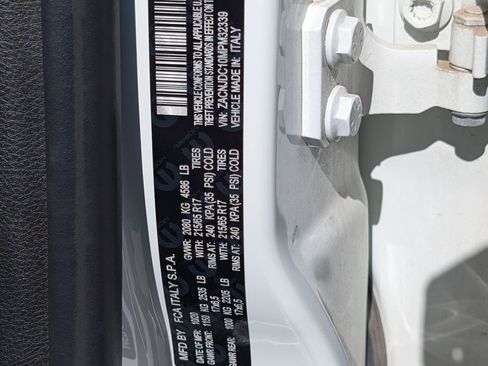 MFD BY FCA ITALY S.P.A.
DATE OF MFR: 10/20 GVWR: 2080 KG 4586 LB
GAWR FRONT: 1150 KG 2535 LB WITH: 215/65 R17 TIRES
17x6.5 RIMS AT: 240 KPA(35 PSI) COLD
GAWR REAR: 1000 KG 2205 LB WITH: 215/65 R17 TIRES
17x6.5 RIMS AT: 240 KPA(35 PSI) COLD
THIS VEHICLE CONFORMS TO ALL APPLICABLE U.
PREVENTION STANDARDS IN EFFECT ON
THEFT
VIN: ZACNJDC10MPM32339
VEHICLE MADE IN: ITALY